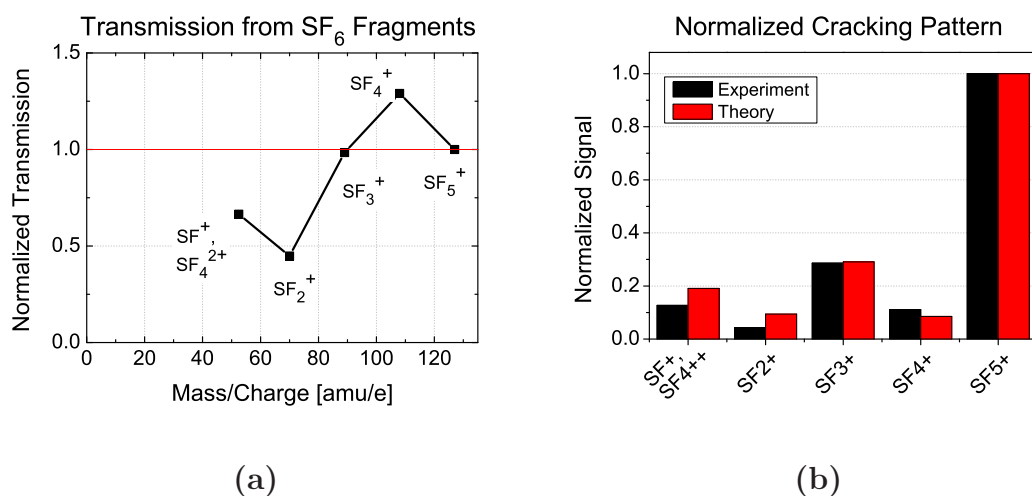 Transmission from SF6 Fragments
Normalized Transmission
1.5
1.0
0.5
0.0
SF4+
SF3+
SF5+
SF+,
SF42+
SF2+
0 20 40 60 80 100 120
Mass/Charge [amu/e]
(a)
Normalized Cracking Pattern
Normalized Signal
1.0
0.8
0.6
0.4
0.2
0.0
Experiment
Theory
SF+,
SF4++
SF2+
SF3+
SF4+
SF5+
(b)